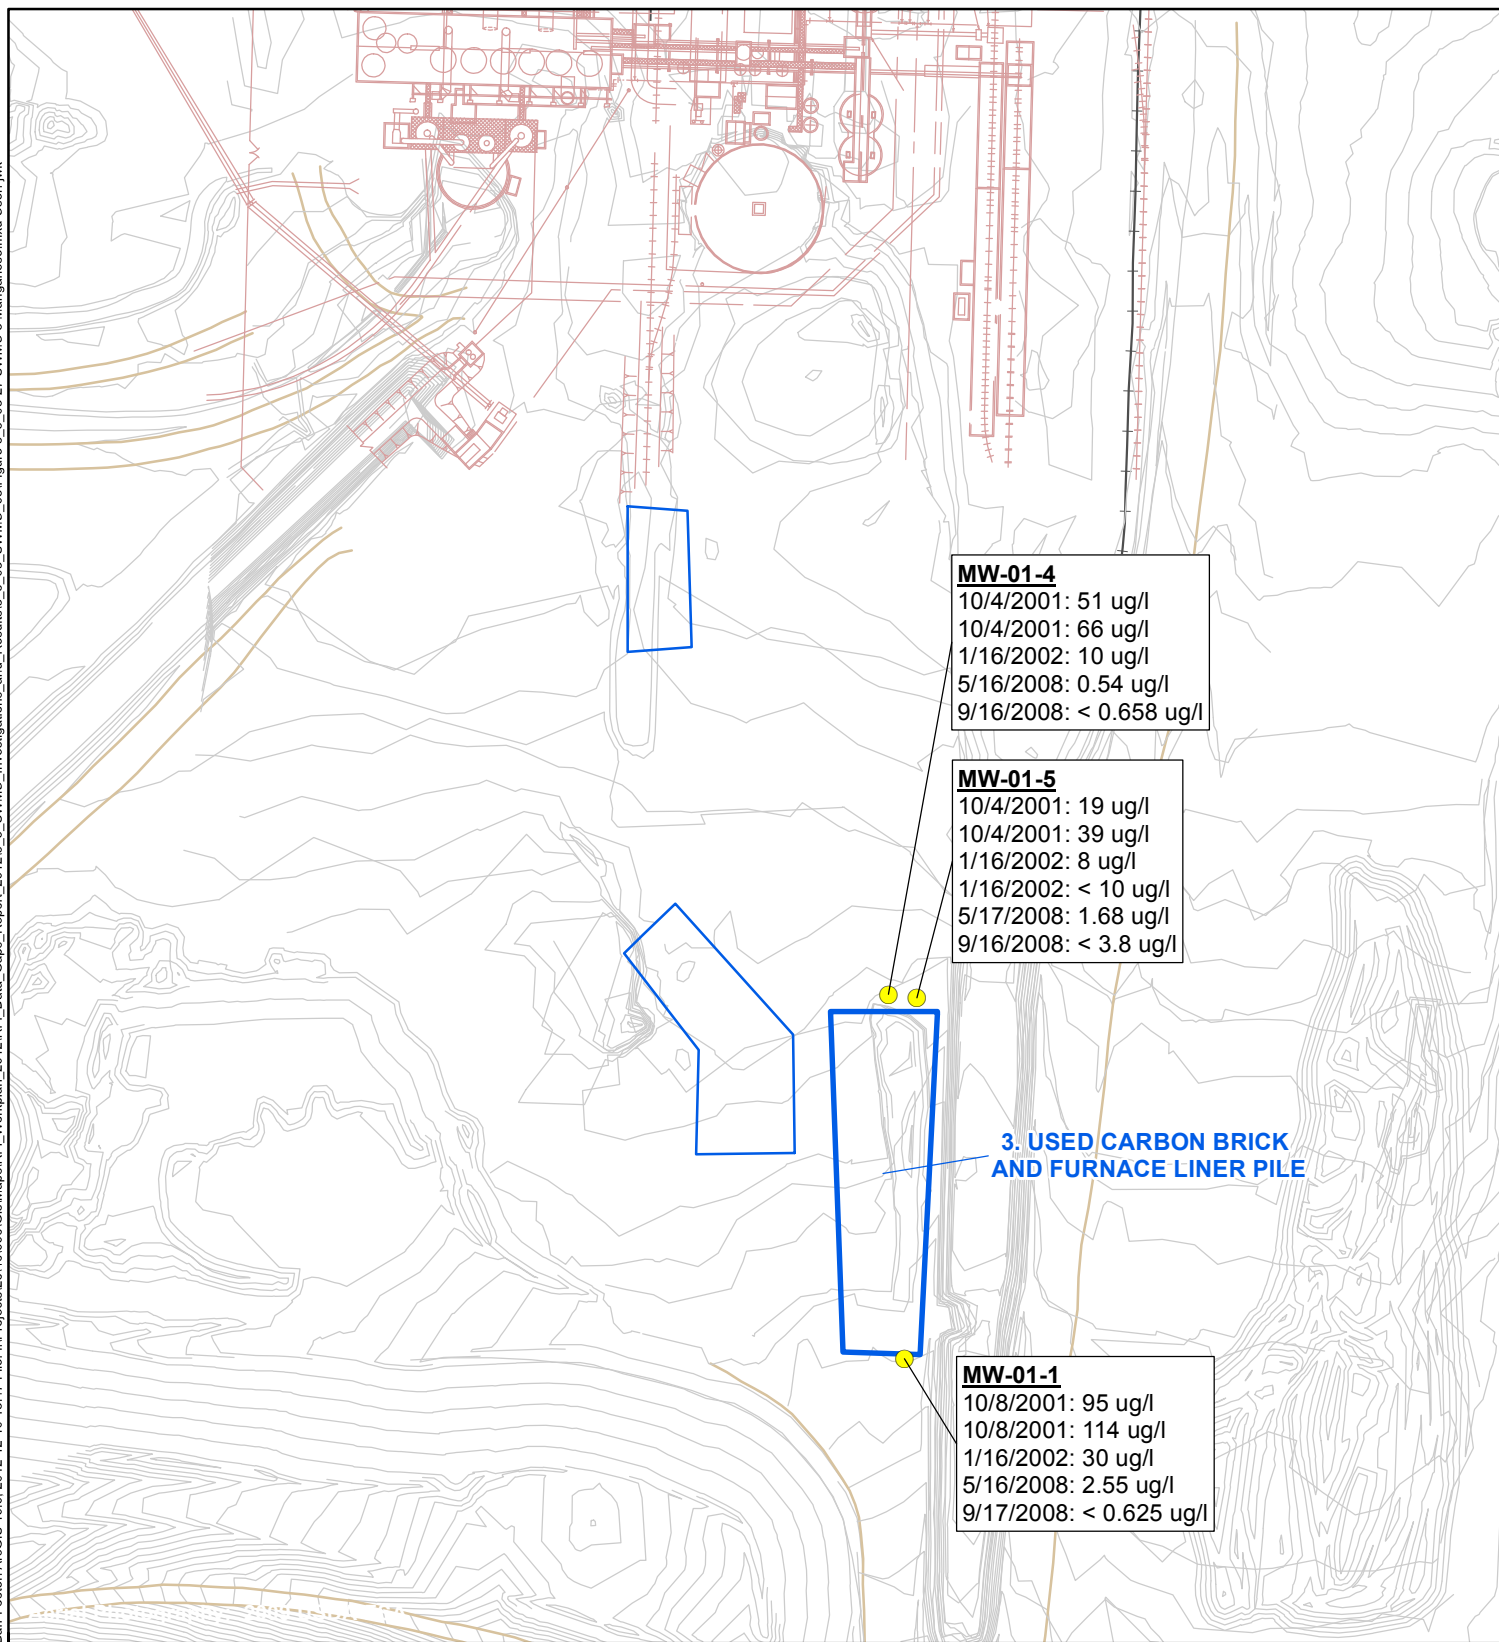 MW-01-4
10/4/2001: 51 ug/l
10/4/2001: 66 ug/l
1/16/2002: 10 ug/l
5/16/2008: 0.54 ug/l
9/16/2008: < 0.658 ug/l
MW-01-5
10/4/2001: 19 ug/l
10/4/2001: 39 ug/l
1/16/2002: 8 ug/l
1/16/2002: < 10 ug/l
5/17/2008: 1.68 ug/l
9/16/2008: < 3.8 ug/l
3. USED CARBON BRICK
AND FURNACE LINER PILE
MW-01-1
10/8/2001: 95 ug/l
10/8/2001: 114 ug/l
1/16/2002: 30 ug/l
5/16/2008: 2.55 ug/l
9/17/2008: < 0.625 ug/l